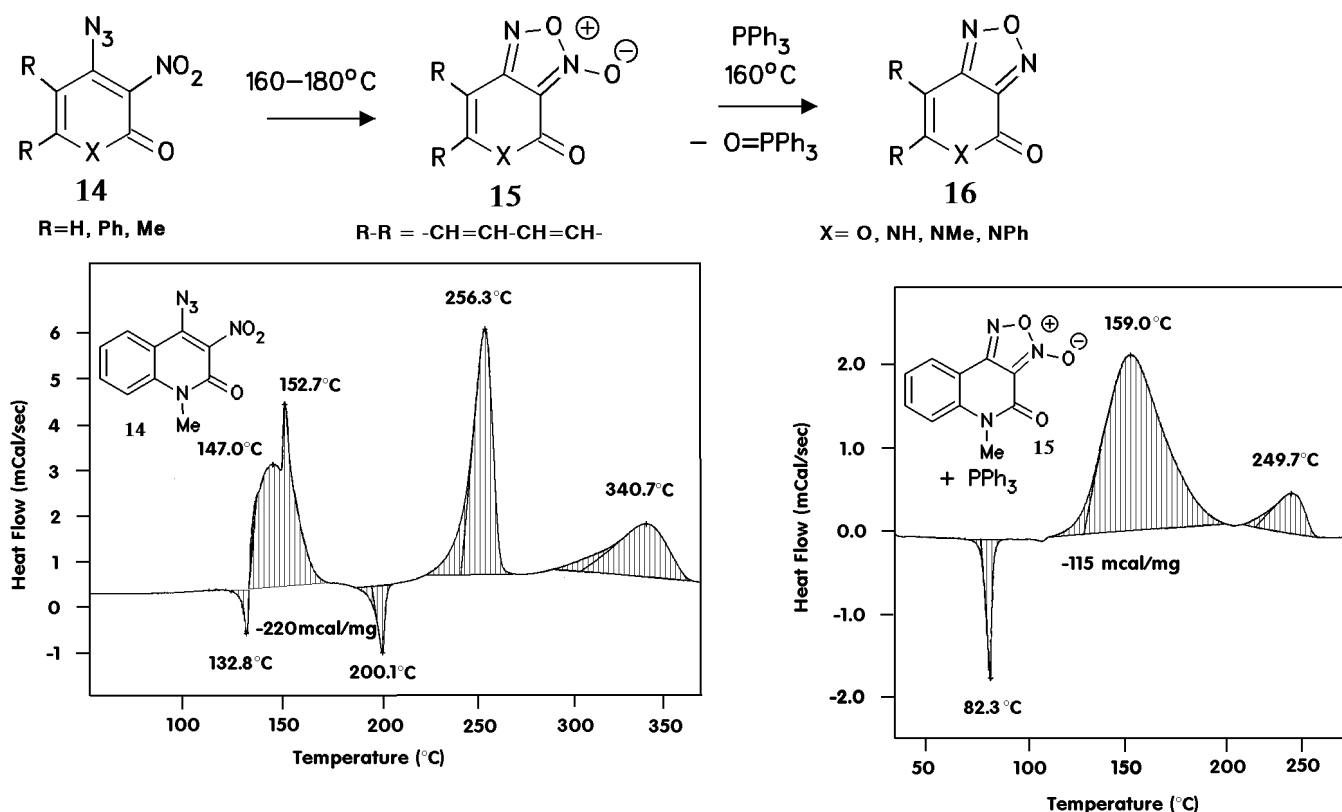 N3
R
NO2
R
X
O
14
R=H, Ph, Me
160–180°C
N
O
⊕
N
O
⊖
R
R
X
O
15
R-R = -CH=CH-CH=CH-
PPh3
160°C
– O=PPh3
N
O
N
R
R
X
O
16
X= O, NH, NMe, NPh
Heat Flow (mCal/sec)
6
5
4
3
2
1
0
-1
N3
NO2
N
O
Me
14
132.8°C
147.0°C
152.7°C
-220mcal/mg
200.1°C
256.3°C
340.7°C
100
150
200
250
300
350
Temperature (°C)
Heat Flow (mCal/sec)
2.0
1.0
0.0
-1.0
-2.0
N
O
⊕
N
O
⊖
N
O
Me
15
+ PPh3
82.3°C
159.0°C
-115 mcal/mg
249.7°C
50
100
150
200
250
Temperature (°C)